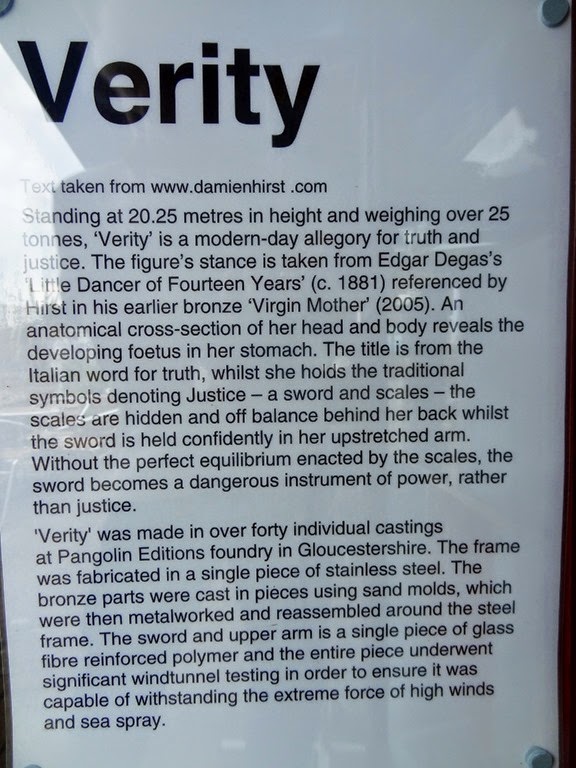 Verity
Text taken from www.damienhirst .com
Standing at 20.25 metres in height and weighing over 25
tonnes, ‘Verity’ is a modern-day allegory for truth and
justice. The figure’s stance is taken from Edgar Degas’s
‘Little Dancer of Fourteen Years’ (c. 1881) referenced by
Hirst in his earlier bronze ‘Virgin Mother’ (2005). An
anatomical cross-section of her head and body reveals the
developing foetus in her stomach. The title is from the
Italian word for truth, whilst she holds the traditional
symbols denoting Justice – a sword and scales – the
scales are hidden and off balance behind her back whilst
the sword is held confidently in her upstretched arm.
Without the perfect equilibrium enacted by the scales, the
sword becomes a dangerous instrument of power, rather
than justice.
'Verity' was made in over forty individual castings
at Pangolin Editions foundry in Gloucestershire. The frame
was fabricated in a single piece of stainless steel. The
bronze parts were cast in pieces using sand molds, which
were then metalworked and reassembled around the steel
frame. The sword and upper arm is a single piece of glass
fibre reinforced polymer and the entire piece underwent
significant windtunnel testing in order to ensure it was
capable of withstanding the extreme force of high winds
and sea spray.